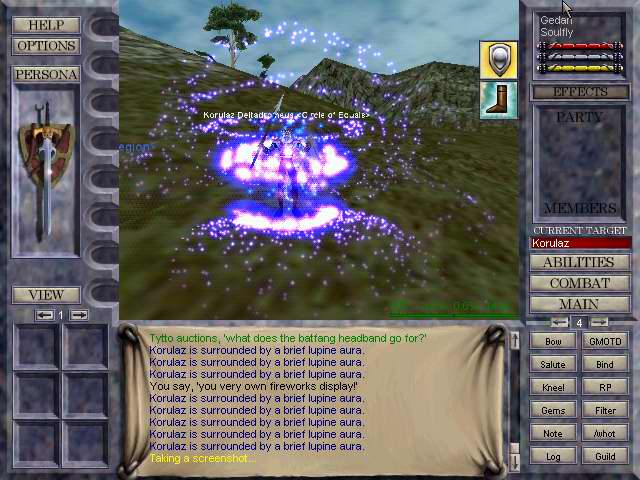 HELP
OPTIONS
PERSONA
VIEW
1
Gedan
Soulfly
EFFECTS
PARTY
MEMBERS
CURRENT TARGET
Korulaz
ABILITIES
COMBAT
MAIN
4
Bow GMOTD
Salute Bind
Kneel RP
Gems Filter
Note /whot
Log Guild
Korulaz <Circle of Equals>
egion
Tytto auctions, 'what does the batfang headband go for?'
Korulaz is surrounded by a brief lupine aura.
Korulaz is surrounded by a brief lupine aura.
Korulaz is surrounded by a brief lupine aura.
You say, 'you very own fireworks display!'
Korulaz is surrounded by a brief lupine aura.
Korulaz is surrounded by a brief lupine aura.
Korulaz is surrounded by a brief lupine aura.
Korulaz is surrounded by a brief lupine aura.
Korulaz is surrounded by a brief lupine aura.
Taking a screenshot...